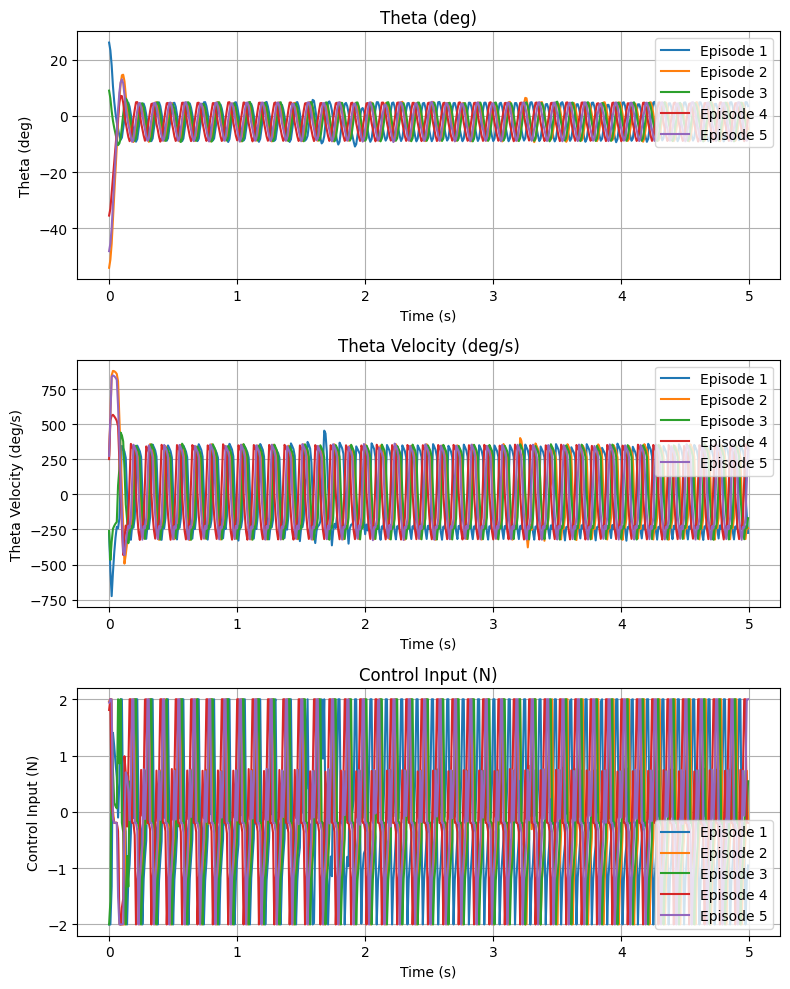 Theta (deg)
20
0
−20
−40
Theta (deg)
Episode 1
Episode 2
Episode 3
Episode 4
Episode 5
0 1 2 3 4 5
Time (s)
Theta Velocity (deg/s)
750
500
250
0
−250
−500
−750
Theta Velocity (deg/s)
Episode 1
Episode 2
Episode 3
Episode 4
Episode 5
0 1 2 3 4 5
Time (s)
Control Input (N)
2
1
0
−1
−2
Control Input (N)
Episode 1
Episode 2
Episode 3
Episode 4
Episode 5
0 1 2 3 4 5
Time (s)